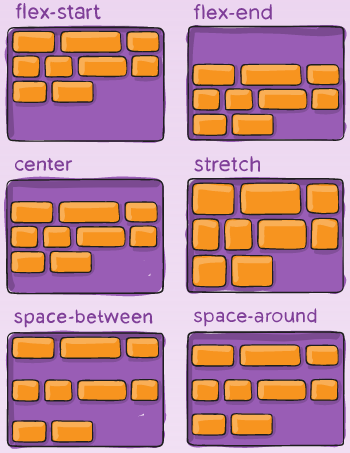 flex-start
flex-end
center
stretch
space-between
space-around